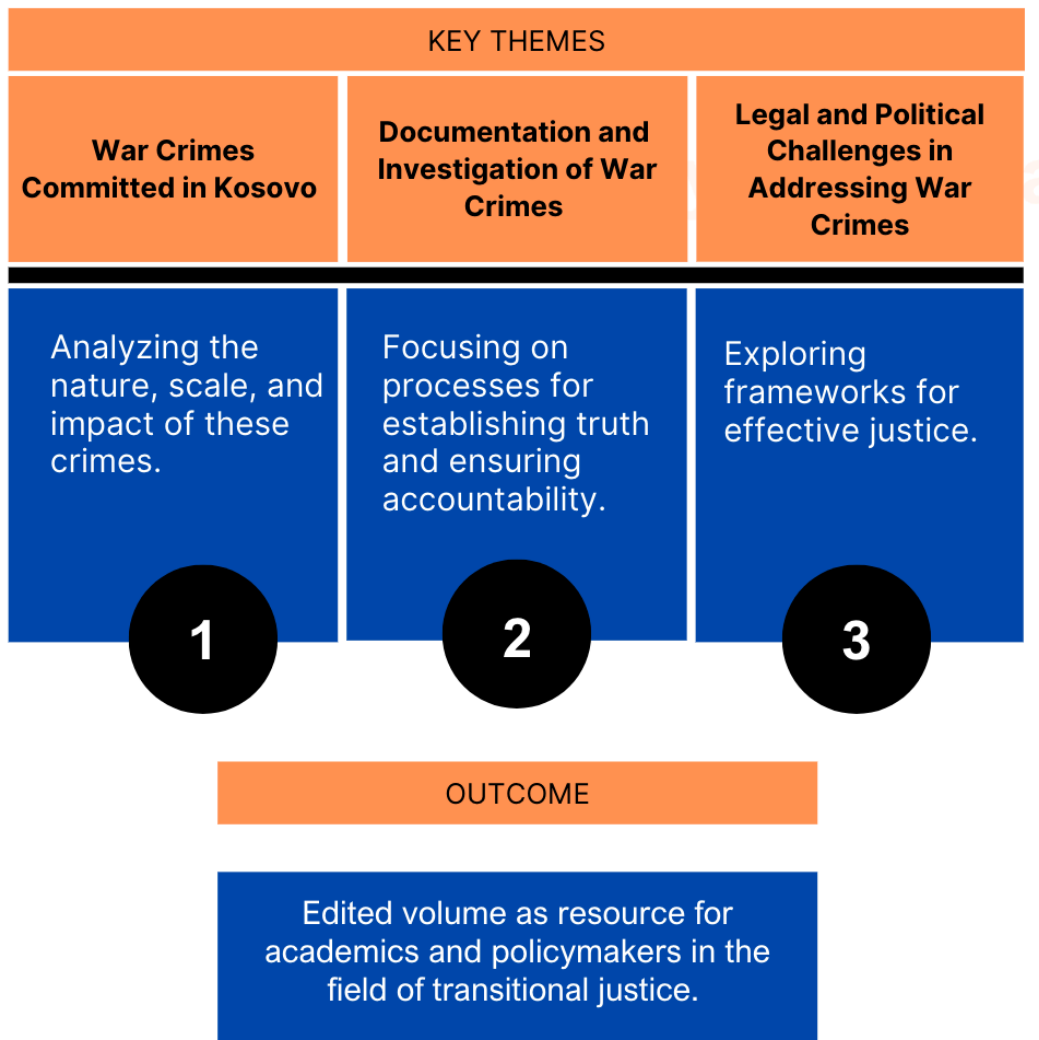 KEY THEMES
War Crimes
Committed in Kosovo
Documentation and
Investigation of War
Crimes
Legal and Political
Challenges in
Addressing War
Crimes
Analyzing the
nature, scale, and
impact of these
crimes.
Focusing on
processes for
establishing truth
and ensuring
accountability.
Exploring
frameworks for
effective justice.
1
2
3
OUTCOME
Edited volume as resource for
academics and policymakers in the
field of transitional justice.